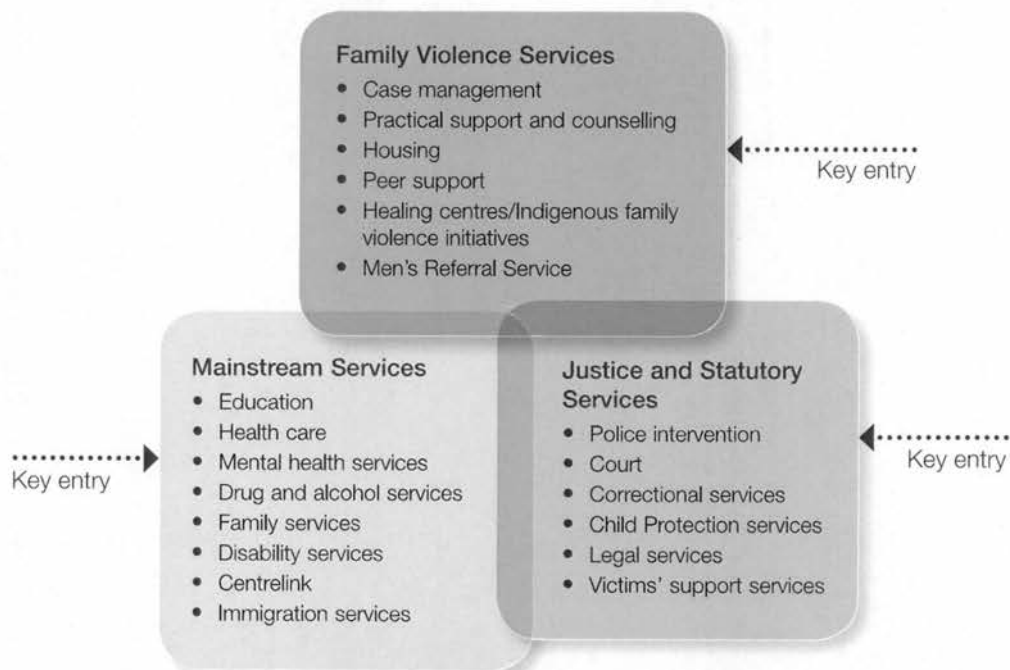 Family Violence Services
• Case management
• Practical support and counselling
• Housing
• Peer support
• Healing centres/Indigenous family
violence initiatives
• Men's Referral Service
Key entry
Mainstream Services
• Education
• Health care
• Mental health services
• Drug and alcohol services
• Family services
• Disability services
• Centrelink
• Immigration services
Key entry
Justice and Statutory
Services
• Police intervention
• Court
• Correctional services
• Child Protection services
• Legal services
• Victims' support services
Key entry